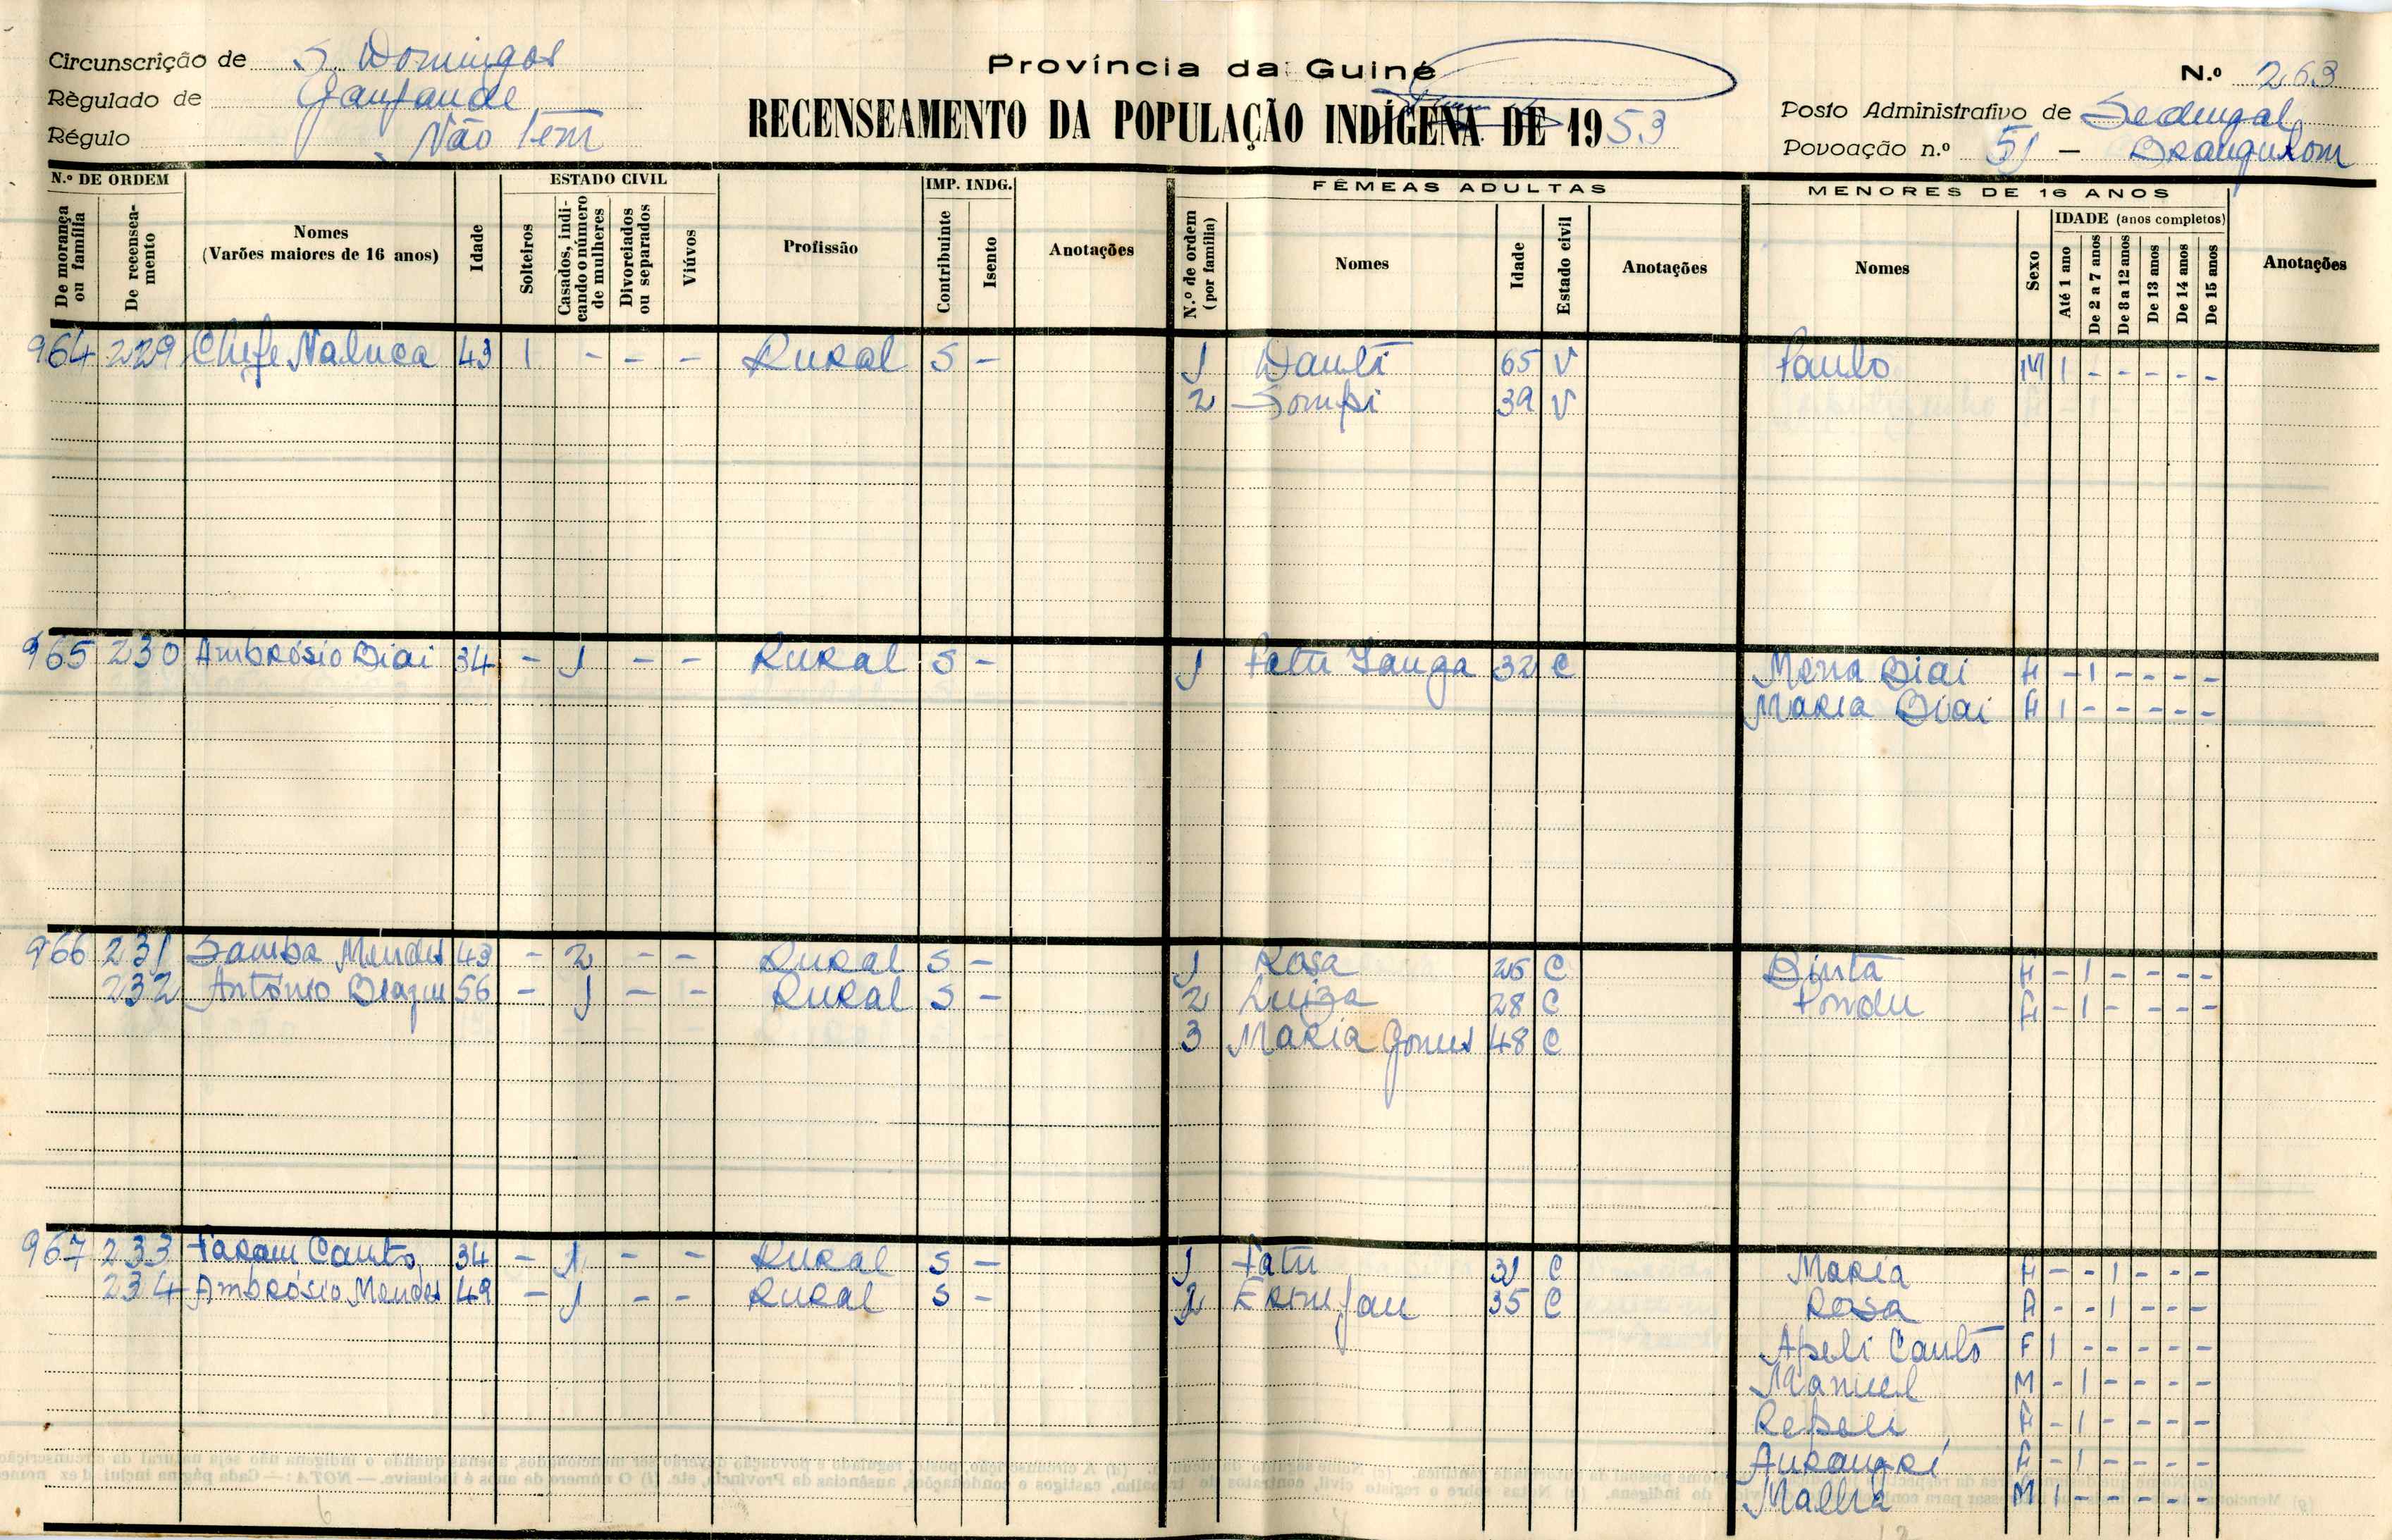 Circunscrição de S. Domingos
Règulado de
Régulo Não tem
Província da Guiné
RECENSEAMENTO DA POPULAÇÃO INDÍGENA DE 1953
N.º 263
Posto Administrativo de Sedengal
Povoação n.º 51 -
N.º DE ORDEM
De morança ou família
De recenseamento
Nomes
(Varões maiores de 16 anos)
Idade
ESTADO CIVIL
Solteiros
Casados, indicando o número de mulheres
Divorciados ou separados
Viúvos
Profissão
IMP. INDG.
Contribuinte
Isento
Anotações
FÊMEAS ADULTAS
N.º de ordem (por família)
Nomes
Idade
Estado civil
Anotações
MENORES DE 16 ANOS
Nomes
Sexo
IDADE (anos completos)
Até 1 ano
De 2 a 7 anos
De 8 a 12 anos
De 13 anos
De 14 anos
De 15 anos
Anotações
964 229 Chefe Naluca 43 1 - - - Rural S - 1 65 V Paulo M 1 - - - - -
2 Sompi 39 V
965 230 Ambrósio Diai 34 - 1 - - Rural S - 1 Fatu Sanga 32 C Diai F - 1 - - - -
Maria Diai F 1 - - - - -
966 231 Samba Mendes 43 - 2 - - Rural S - 1 Rosa 25 C Binta F - 1 - - - -
232 António 56 - 1 - - Rural S - 2 Luiza 28 C F - 1 - - - -
3 Maria Gomes 48 C
967 233 34 - 1 - - Rural S - 1 Fatu 31 C Maria F - - 1 - - -
234 Ambrósio Mendes 49 - 1 - - Rural S - 2 35 C Rosa F - - 1 - - -
Apeli F 1 - - - - -
Manuel M - 1 - - - -
F - 1 - - - -
F - 1 - - - -
M 1 - - - - -